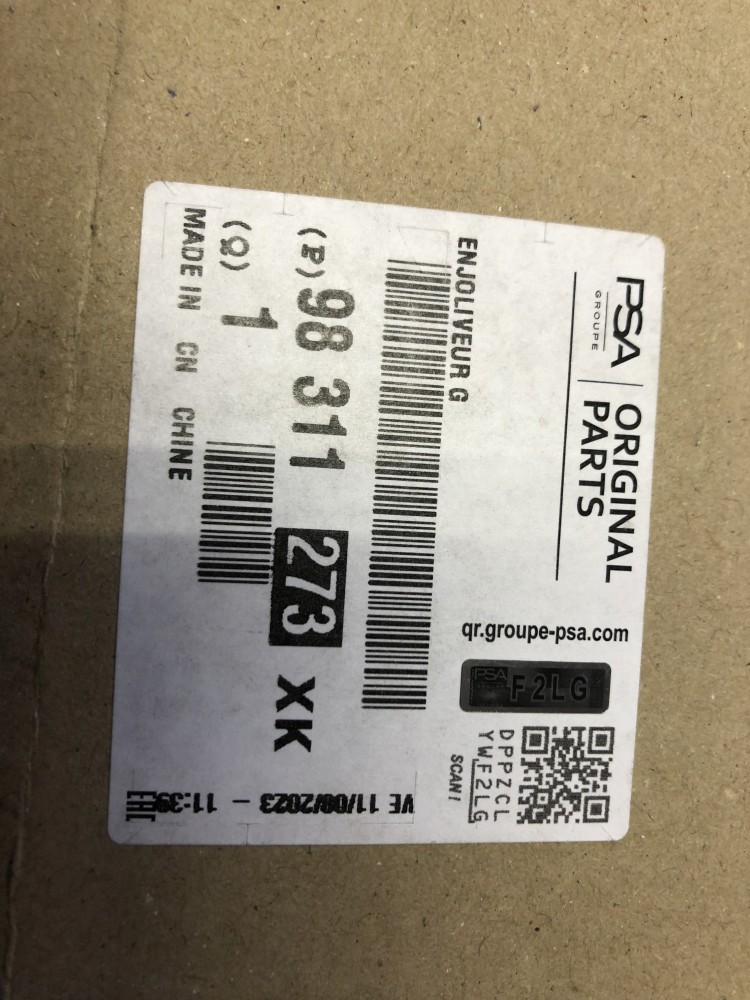 PSA
GROUPE
ORIGINAL
PARTS
qr.groupe-psa.com
PSA
F2LG
DPPZCL
YWF2LG
SCAN !
ENJOLIVEUR G
(P) 98 311 273 XK
(Q) 1
MADE IN CN CHINE
VE 11/08/2023 - 11:39
EAC